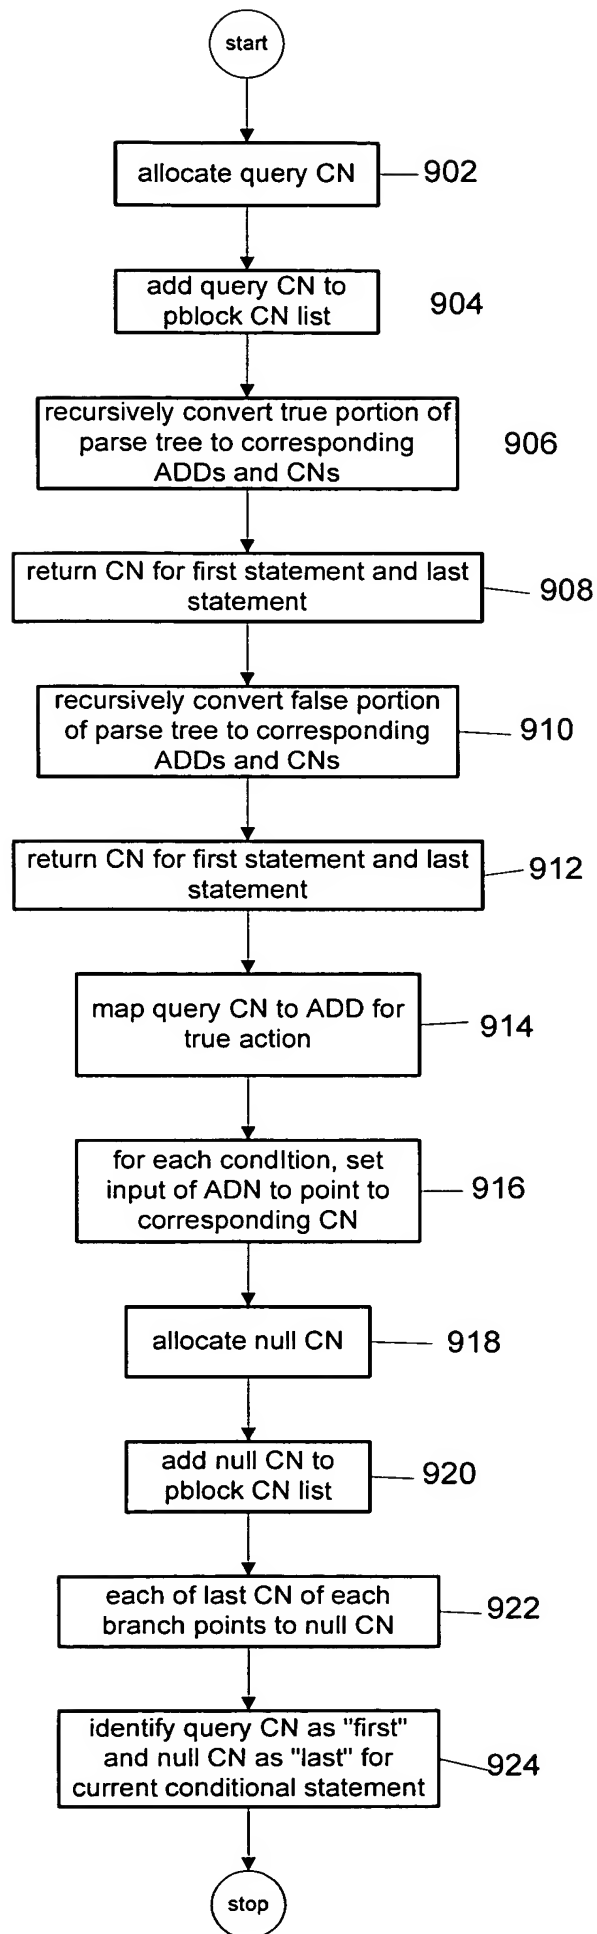 start
allocate query CN
902
add query CN to
pblock CN list
904
recursively convert true portion of
parse tree to corresponding
ADDs and CNs
906
return CN for first statement and last
statement
908
recursively convert false portion
of parse tree to corresponding
ADDs and CNs
910
return CN for first statement and last
statement
912
map query CN to ADD for
true action
914
for each condItion, set
input of ADN to point to
corresponding CN
916
allocate null CN
918
add null CN to
pblock CN list
920
each of last CN of each
branch points to null CN
922
identify query CN as "first"
and null CN as "last" for
current conditional statement
924
stop